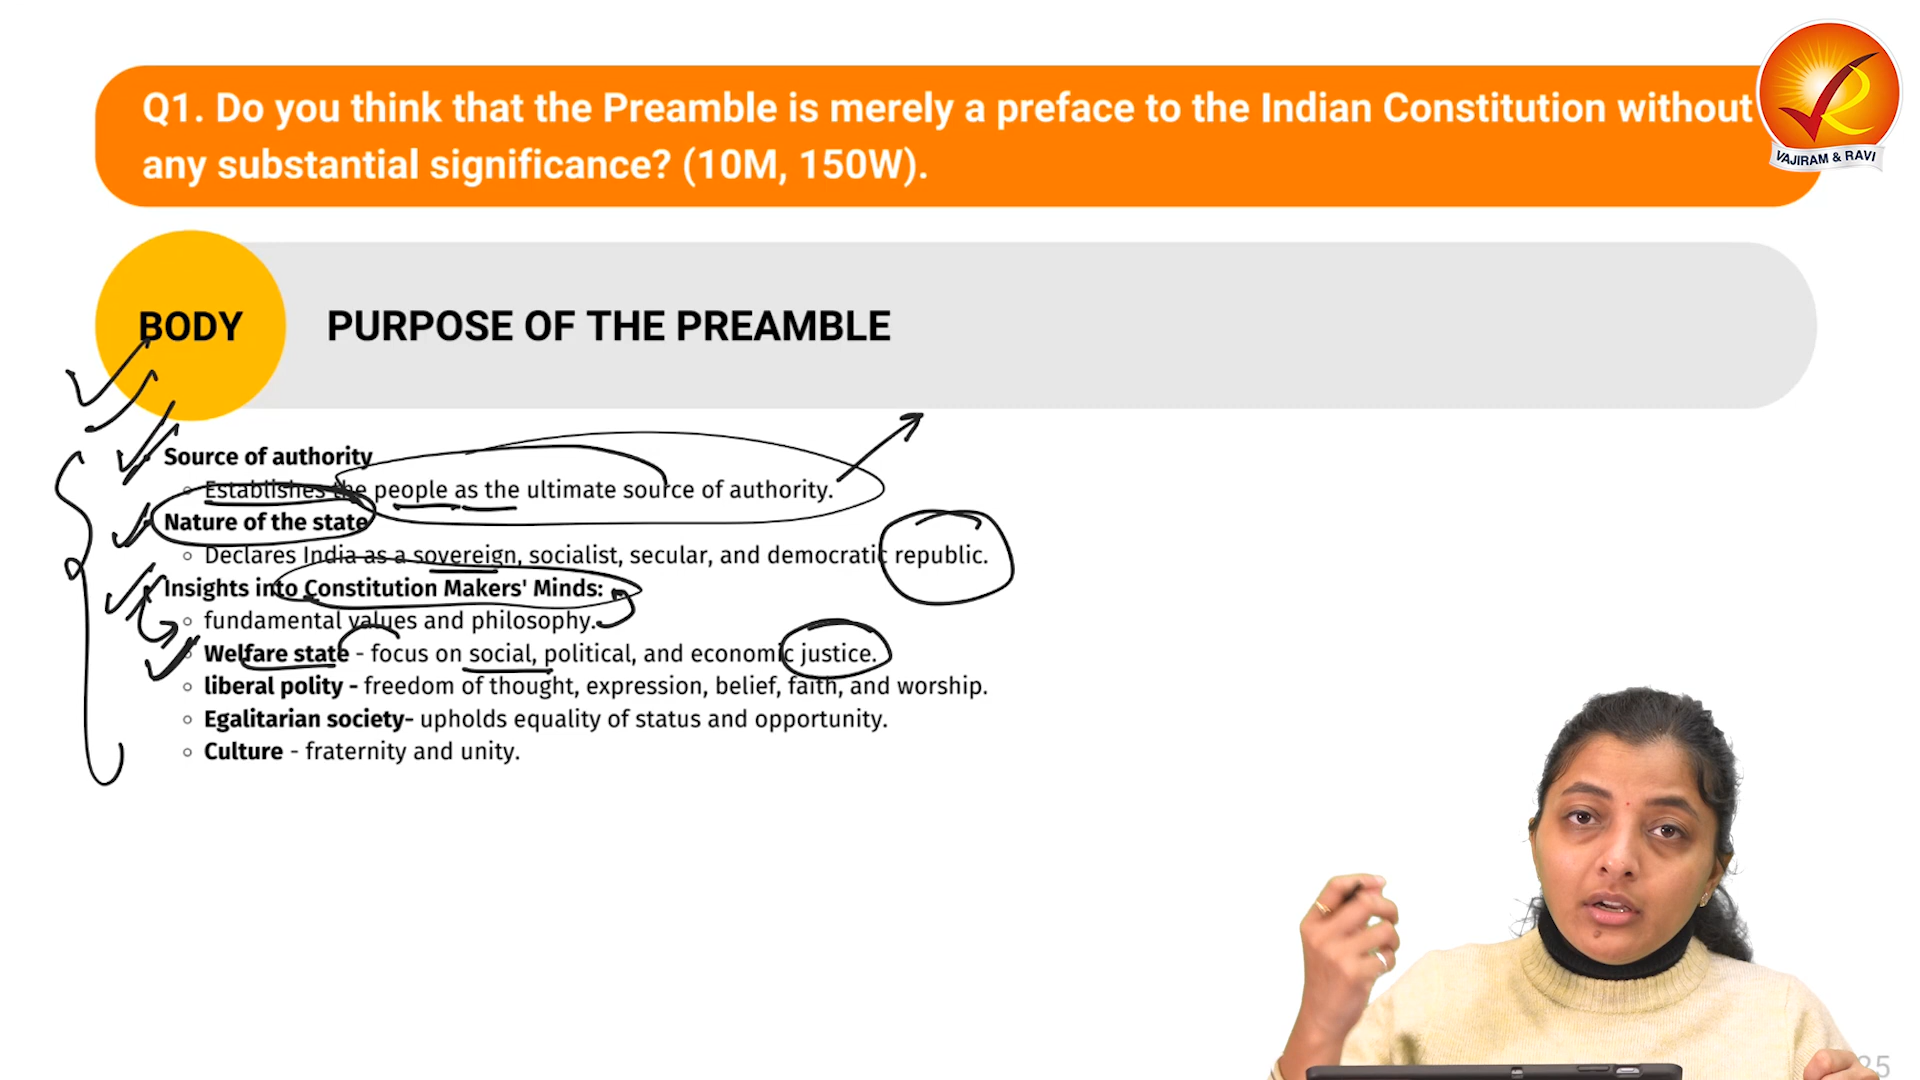 Q1. Do you think that the Preamble is merely a preface to the Indian Constitution without
any substantial significance? (10M, 150W).
VAJIRAM & RAVI
BODY
PURPOSE OF THE PREAMBLE
Source of authority
Establishes the people as the ultimate source of authority.
Nature of the state
Declares India as a sovereign, socialist, secular, and democratic republic.
Insights into Constitution Makers' Minds:
fundamental values and philosophy.
Welfare state - focus on social, political, and economic justice.
liberal polity - freedom of thought, expression, belief, faith, and worship.
Egalitarian society- upholds equality of status and opportunity.
Culture - fraternity and unity.